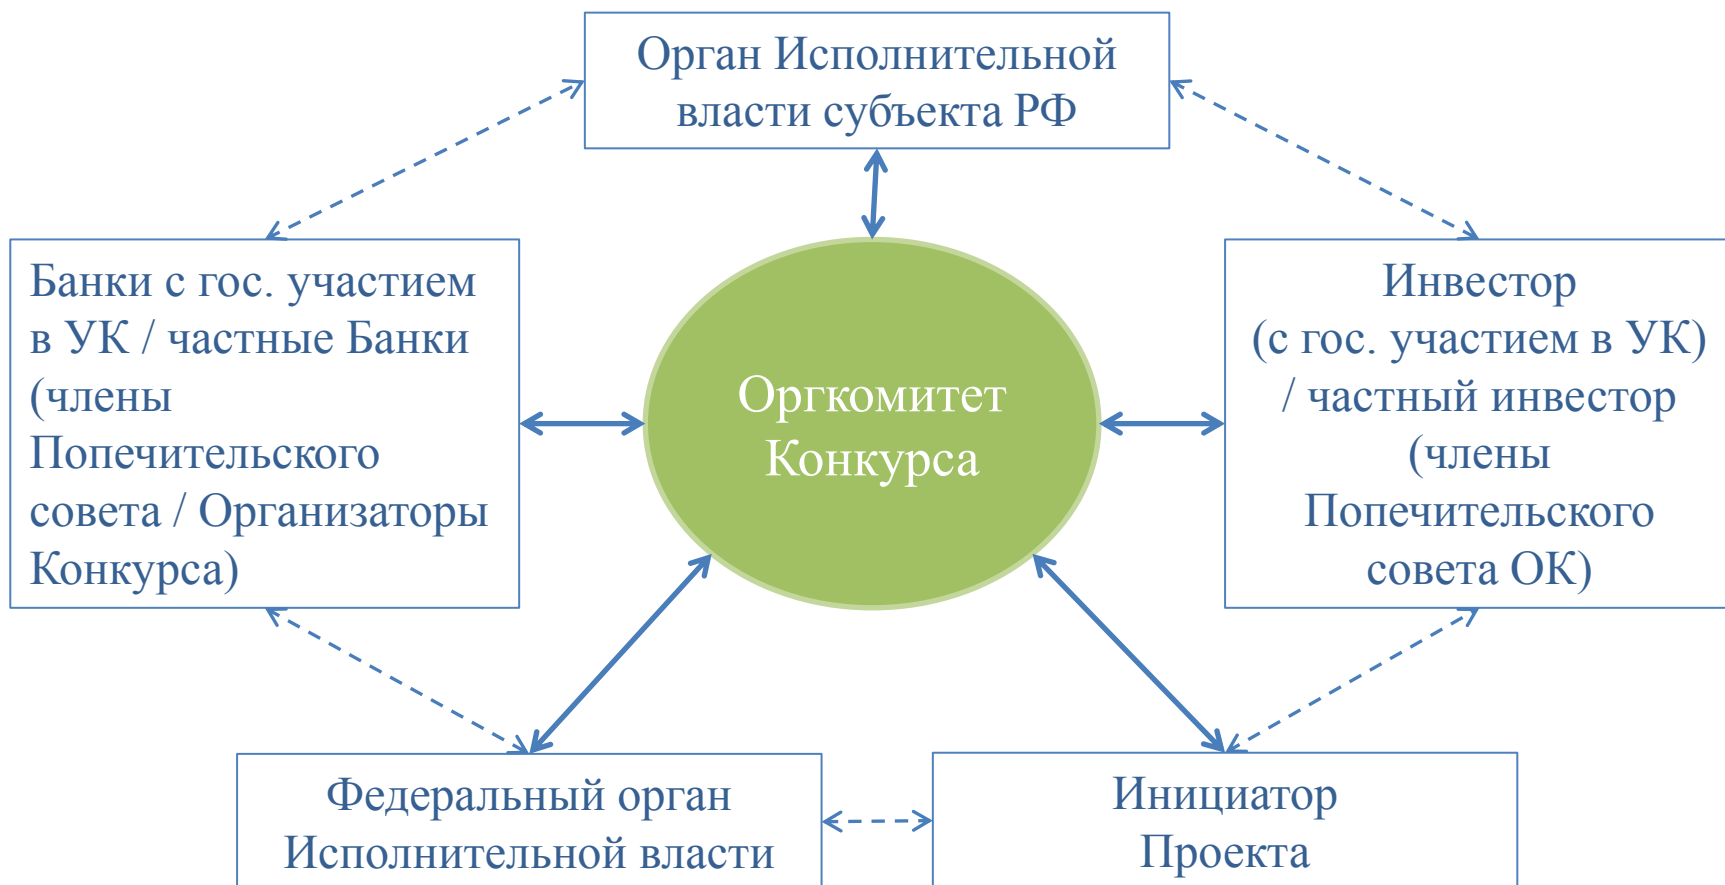 Орган Исполнительной
власти субъекта РФ
Банки с гос. участием
в УК / частные Банки
(члены
Попечительского
совета / Организаторы
Конкурса)
Оргкомитет
Конкурса
Инвестор
(с гос. участием в УК)
/ частный инвестор
(члены
Попечительского
совета ОК)
Федеральный орган
Исполнительной власти
Инициатор
Проекта